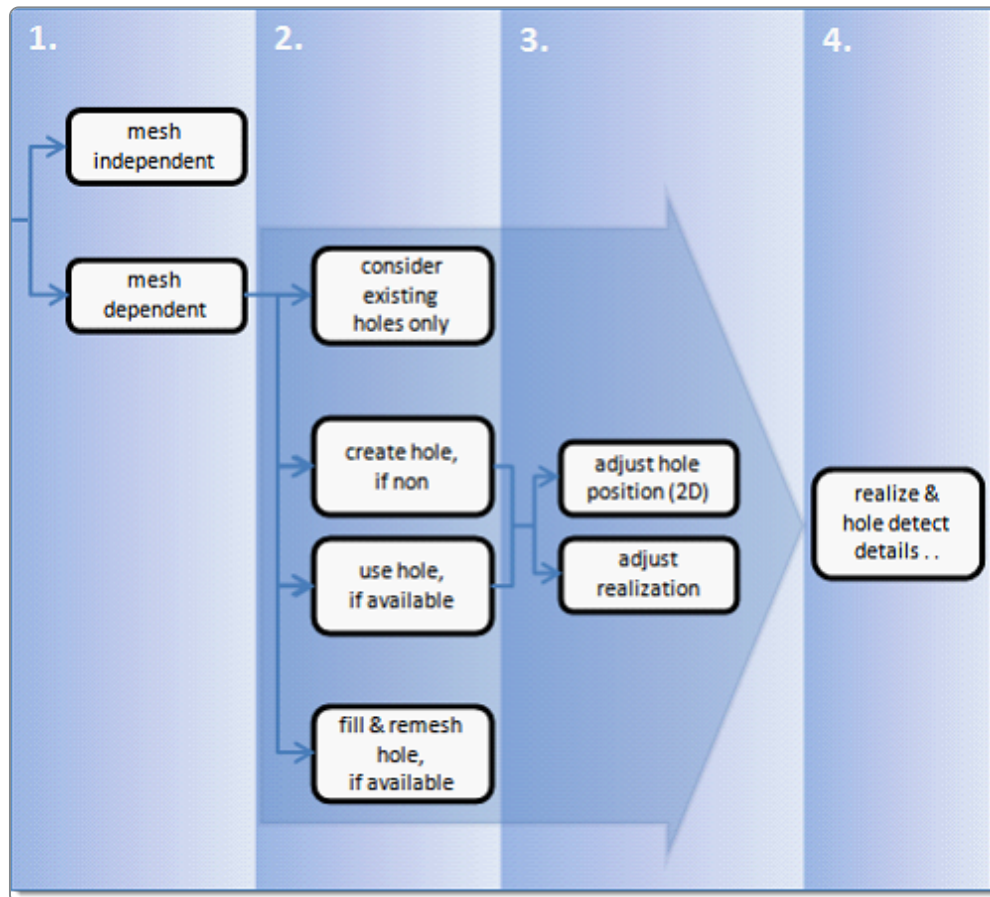 1.
2.
3.
4.
mesh
independent
mesh
dependent
consider
existing
holes only
create hole,
if non
use hole,
if available
fill & remesh
hole,
if available
adjust hole
position (2D)
adjust
realization
realize &
hole detect
details . .